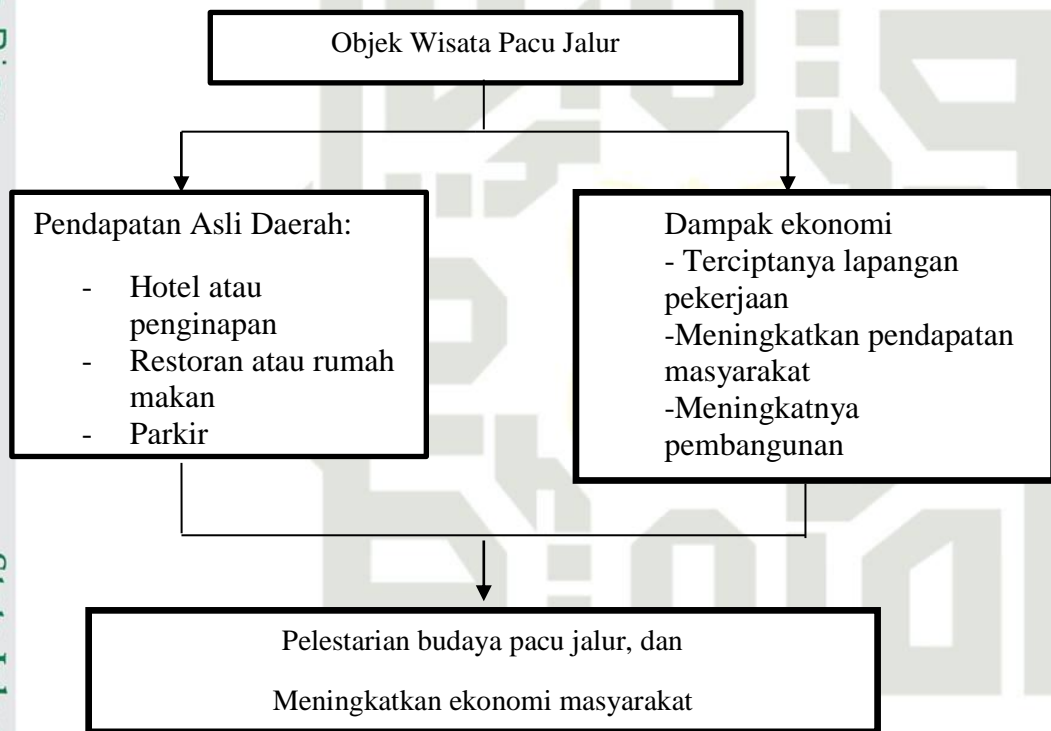 Objek Wisata Pacu Jalur
Pendapatan Asli Daerah:
- Hotel atau
penginapan
- Restoran atau rumah
makan
- Parkir
Dampak ekonomi
- Terciptanya lapangan
pekerjaan
-Meningkatkan pendapatan
masyarakat
-Meningkatnya
pembangunan
Pelestarian budaya pacu jalur, dan
Meningkatkan ekonomi masyarakat